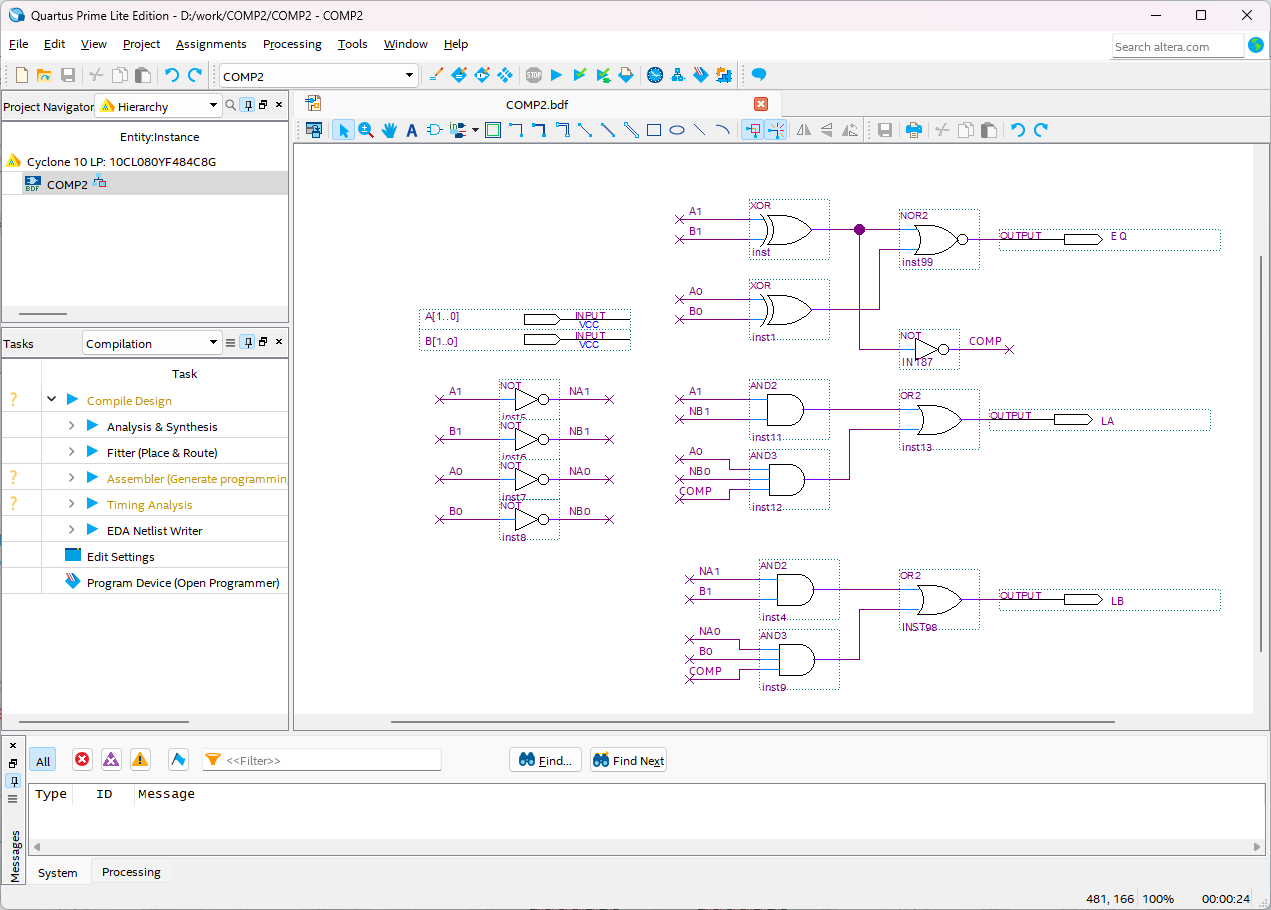 Quartus Prime Lite Edition - D:/work/COMP2/COMP2 - COMP2
File Edit View Project Assignments Processing Tools Window Help
Search altera.com
COMP2
STOP
Project Navigator Hierarchy
Entity:Instance
Cyclone 10 LP: 10CL080YF484C8G
BDF COMP2
Tasks Compilation
Task
Compile Design
Analysis & Synthesis
Fitter (Place & Route)
Assembler (Generate programmin
Timing Analysis
EDA Netlist Writer
Edit Settings
Program Device (Open Programmer)
COMP2.bdf
A[1..0] INPUT
VCC
B[1..0] INPUT
VCC
A1 NOT NA1
inst5
B1 NOT NB1
inst6
A0 NOT NA0
inst7
B0 NOT NB0
inst8
XOR
A1
B1
inst
NOR2
OUTPUT EQ
inst99
XOR
A0
B0
inst1
NOT
COMP
IN187
AND2
A1
NB1
inst11
OR2
OUTPUT LA
inst13
AND3
A0
NB0
COMP
inst12
AND2
NA1
B1
inst4
OR2
OUTPUT LB
INST98
AND3
NA0
B0
COMP
inst9
Messages
All <<Filter>> Find... Find Next
Type ID Message
System Processing
481, 166 100% 00:00:24